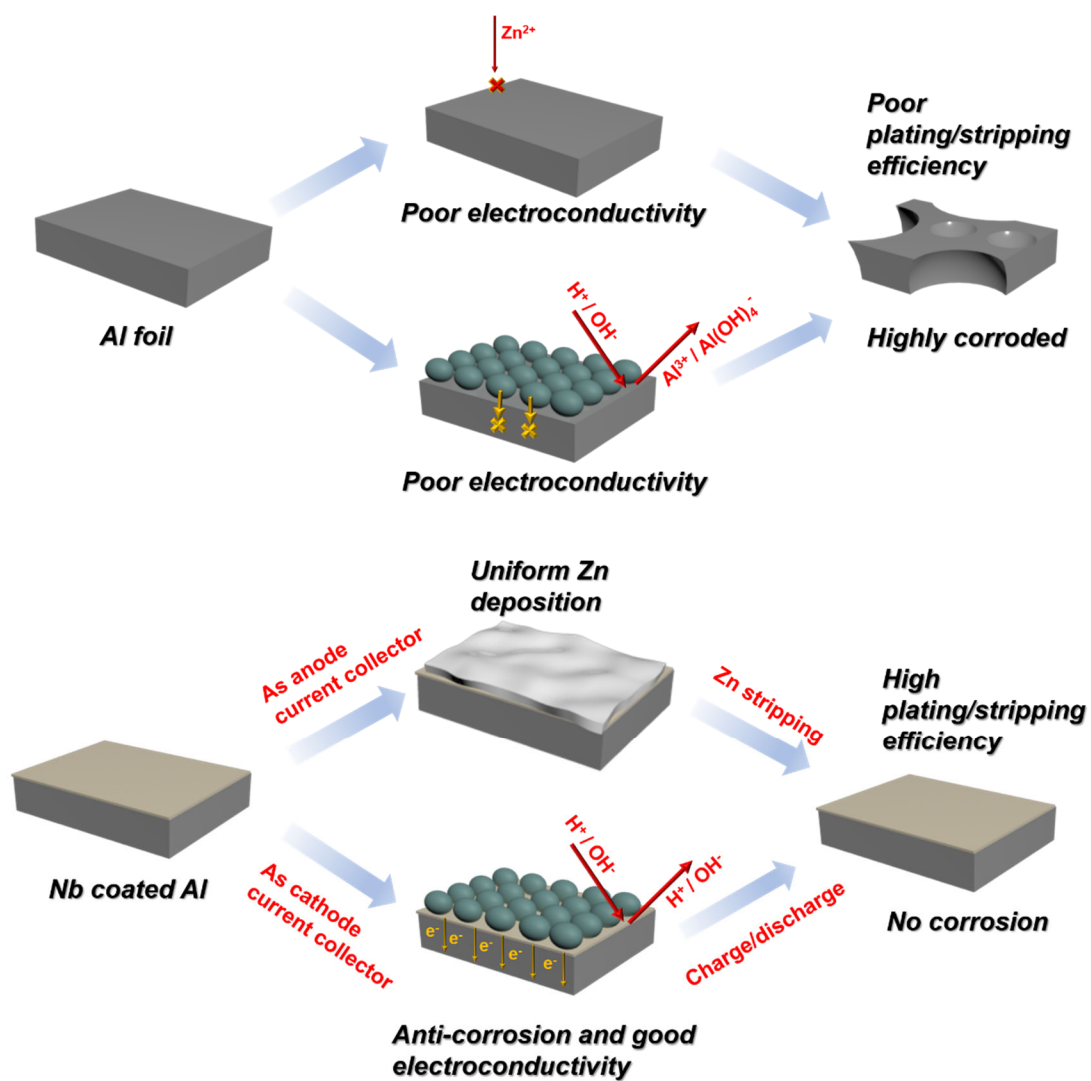 Zn²⁺
Poor
plating/stripping
efficiency
Poor electroconductivity
Al foil
H⁺ / OH⁻
Al³⁺ / Al(OH)₄⁻
Highly corroded
Poor electroconductivity
Uniform Zn
deposition
As anode
current collector
Zn stripping
High
plating/stripping
efficiency
Nb coated Al
As cathode
current collector
H⁺ / OH⁻
H⁺ / OH⁻
e⁻ e⁻ e⁻ e⁻ e⁻
Charge/discharge
No corrosion
Anti-corrosion and good
electroconductivity